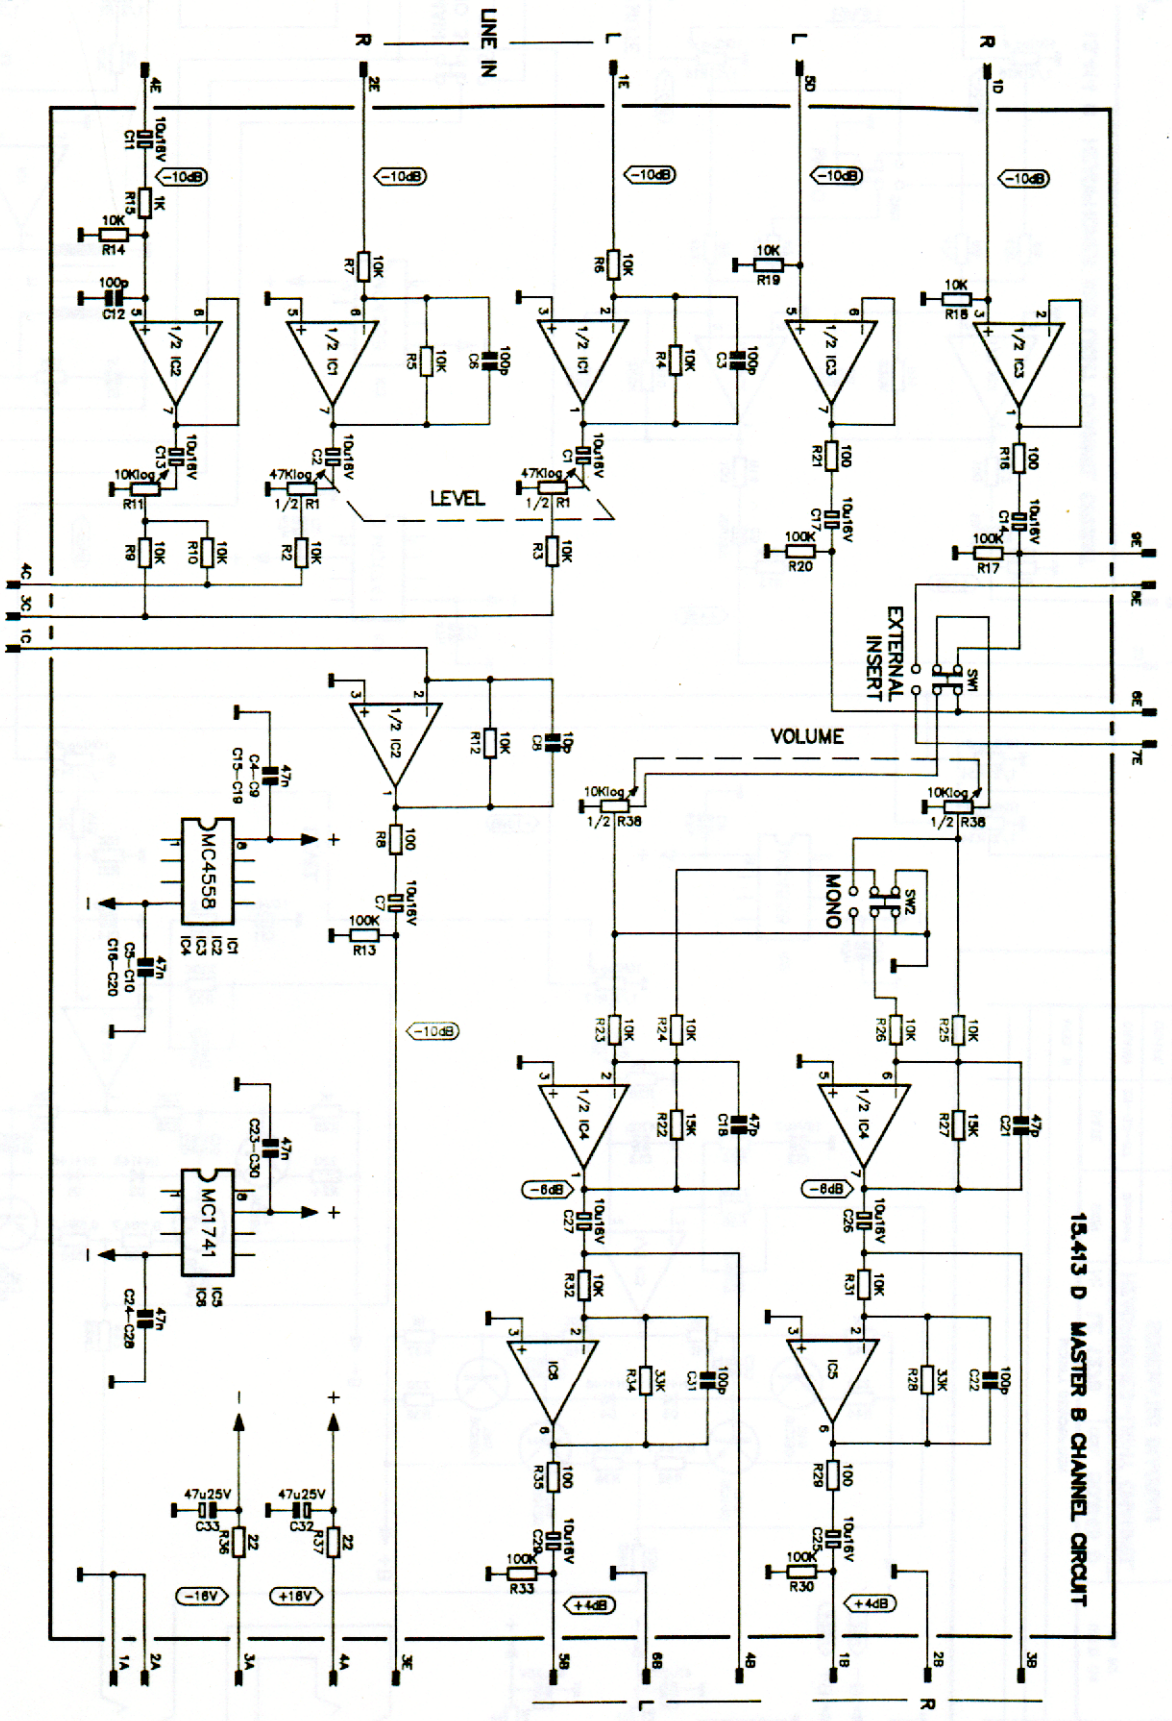 LINE IN
R
L
L
R
4E
2E
1E
5D
1D
10u16V
C11
-10dB
-10dB
-10dB
-10dB
-10dB
R15
1K
10K
R14
100p
C12
5
6
1/2 IC2
7
R7
10K
5
6
1/2 IC1
7
R5
10K
C6
100p
R6
10K
3
2
1/2 IC1
1
R4
10K
C3
100p
10K
R19
5
6
1/2 IC3
7
10K
R18
3
2
1/2 IC3
1
C13
10u16V
10Klog
R11
C2
10u16V
47Klog
1/2 R1
LEVEL
C1
10u16V
47Klog
1/2 R1
R21
100
C17
10u16V
100K
R20
R16
100
C14
10u16V
100K
R17
R9
10K
R10
10K
R2
10K
R3
10K
4C
3C
1C
9E
8E
6E
7E
EXTERNAL
INSERT
SW1
VOLUME
3
2
1/2 IC2
1
R12
10K
C8
10p
10Klog
1/2 R38
10Klog
1/2 R38
C4-C9
C15-C19
47n
+
1
8
MC4558
IC1
IC2
IC3
IC4
-
C5-C10
C16-C20
47n
R8
100
C7
10u16V
100K
R13
-10dB
MONO
SW2
R23
10K
R24
10K
R26
10K
R25
10K
3
2
1/2 IC4
1
R22
15K
C18
47p
5
6
1/2 IC4
7
R27
15K
C21
47p
-6dB
-6dB
C23-C30
47n
+
1
8
MC1741
IC5
IC6
-
C24-C28
47n
C27
10u16V
C26
10u16V
R32
10K
R31
10K
3
2
IC6
6
R34
33K
C31
100p
3
2
IC5
6
R28
33K
C22
100p
15.413 D MASTER B CHANNEL CIRCUIT
-
+
47u25V
C33
R36
22
47u25V
C32
R37
22
-16V
+16V
R35
100
C29
10u16V
100K
R33
+4dB
R29
100
C25
10u16V
100K
R30
+4dB
1A
2A
3A
4A
3E
5B
6B
4B
1B
2B
3B
L
R